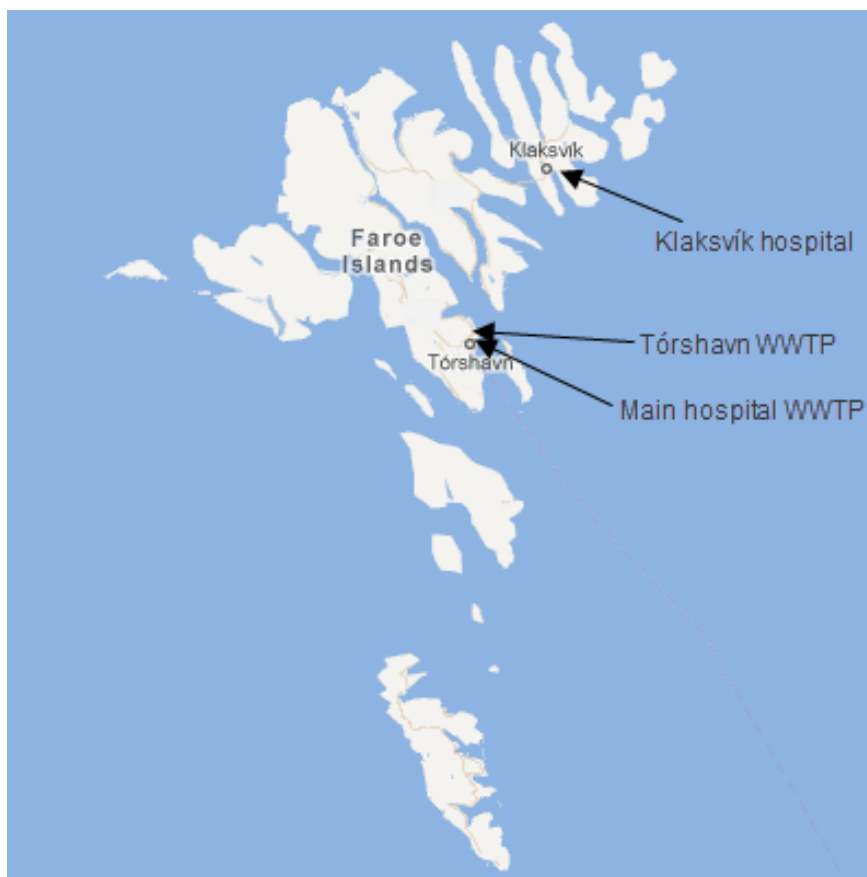 Klaksvík
Klaksvík hospital
Faroe
Islands
Tórshavn WWTP
Tórshavn
Main hospital WWTP